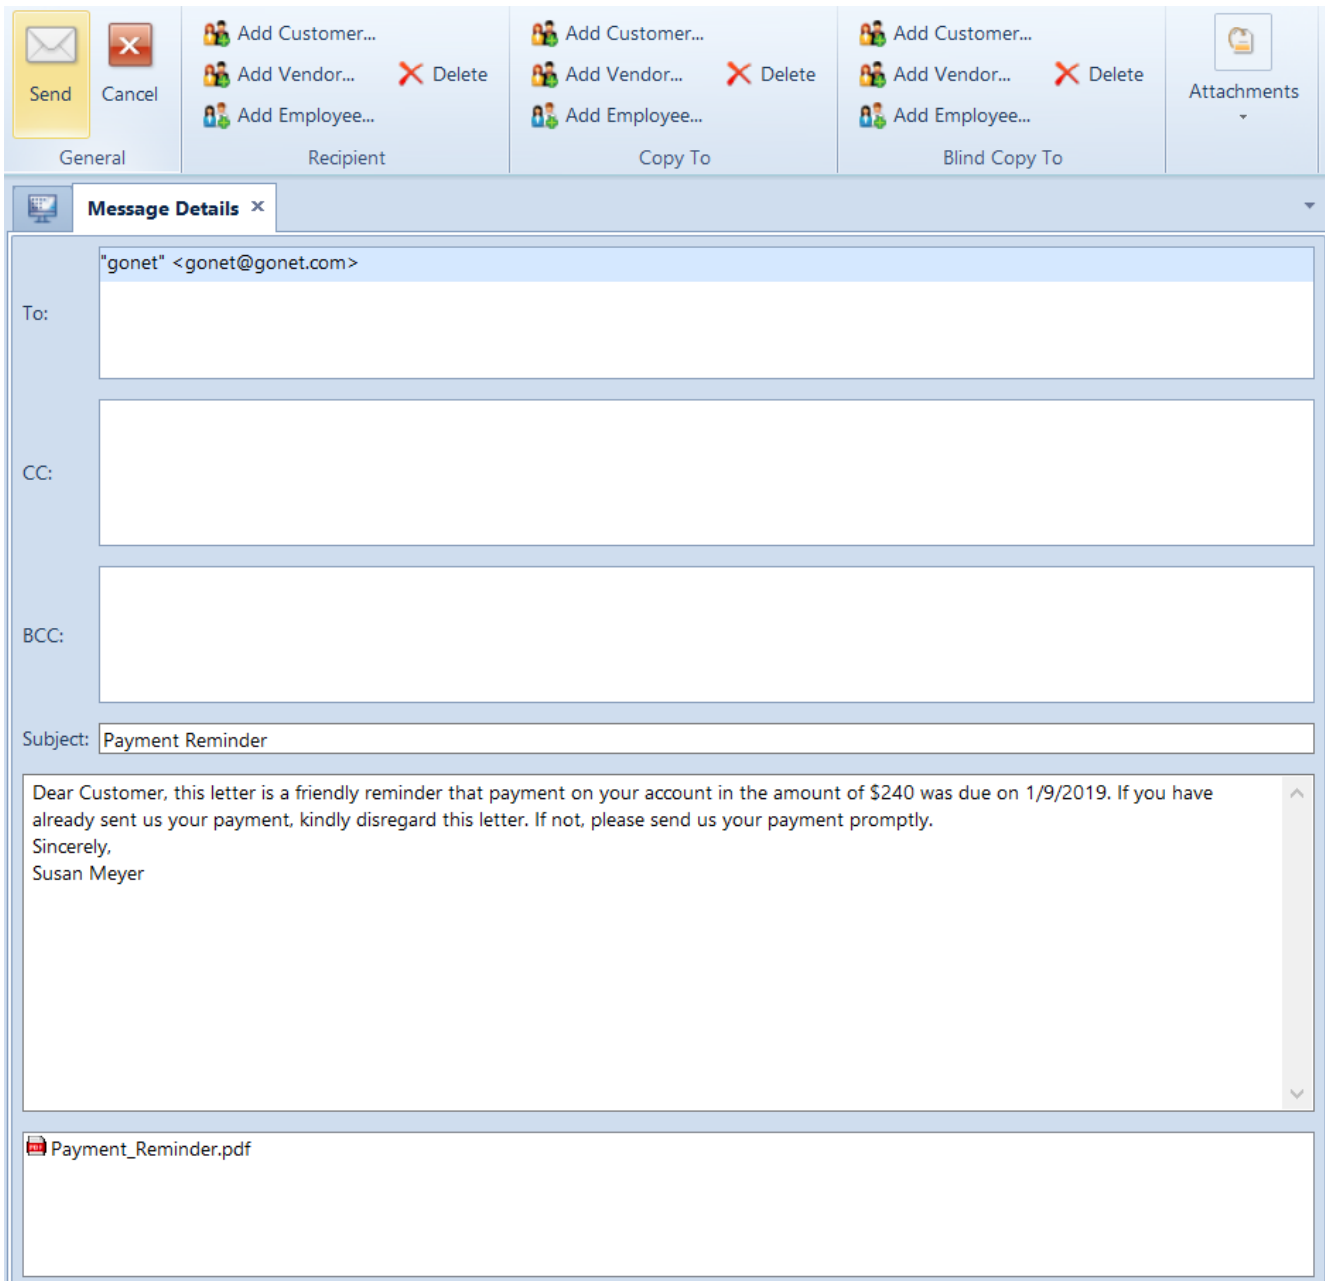 Send
Cancel
General
Add Customer...
Add Vendor...
Delete
Add Employee...
Recipient
Add Customer...
Add Vendor...
Delete
Add Employee...
Copy To
Add Customer...
Add Vendor...
Delete
Add Employee...
Blind Copy To
Attachments
Message Details
To:
"gonet" <gonet@gonet.com>
CC:
BCC:
Subject:
Payment Reminder
Dear Customer, this letter is a friendly reminder that payment on your account in the amount of $240 was due on 1/9/2019. If you have
already sent us your payment, kindly disregard this letter. If not, please send us your payment promptly.
Sincerely,
Susan Meyer
Payment_Reminder.pdf